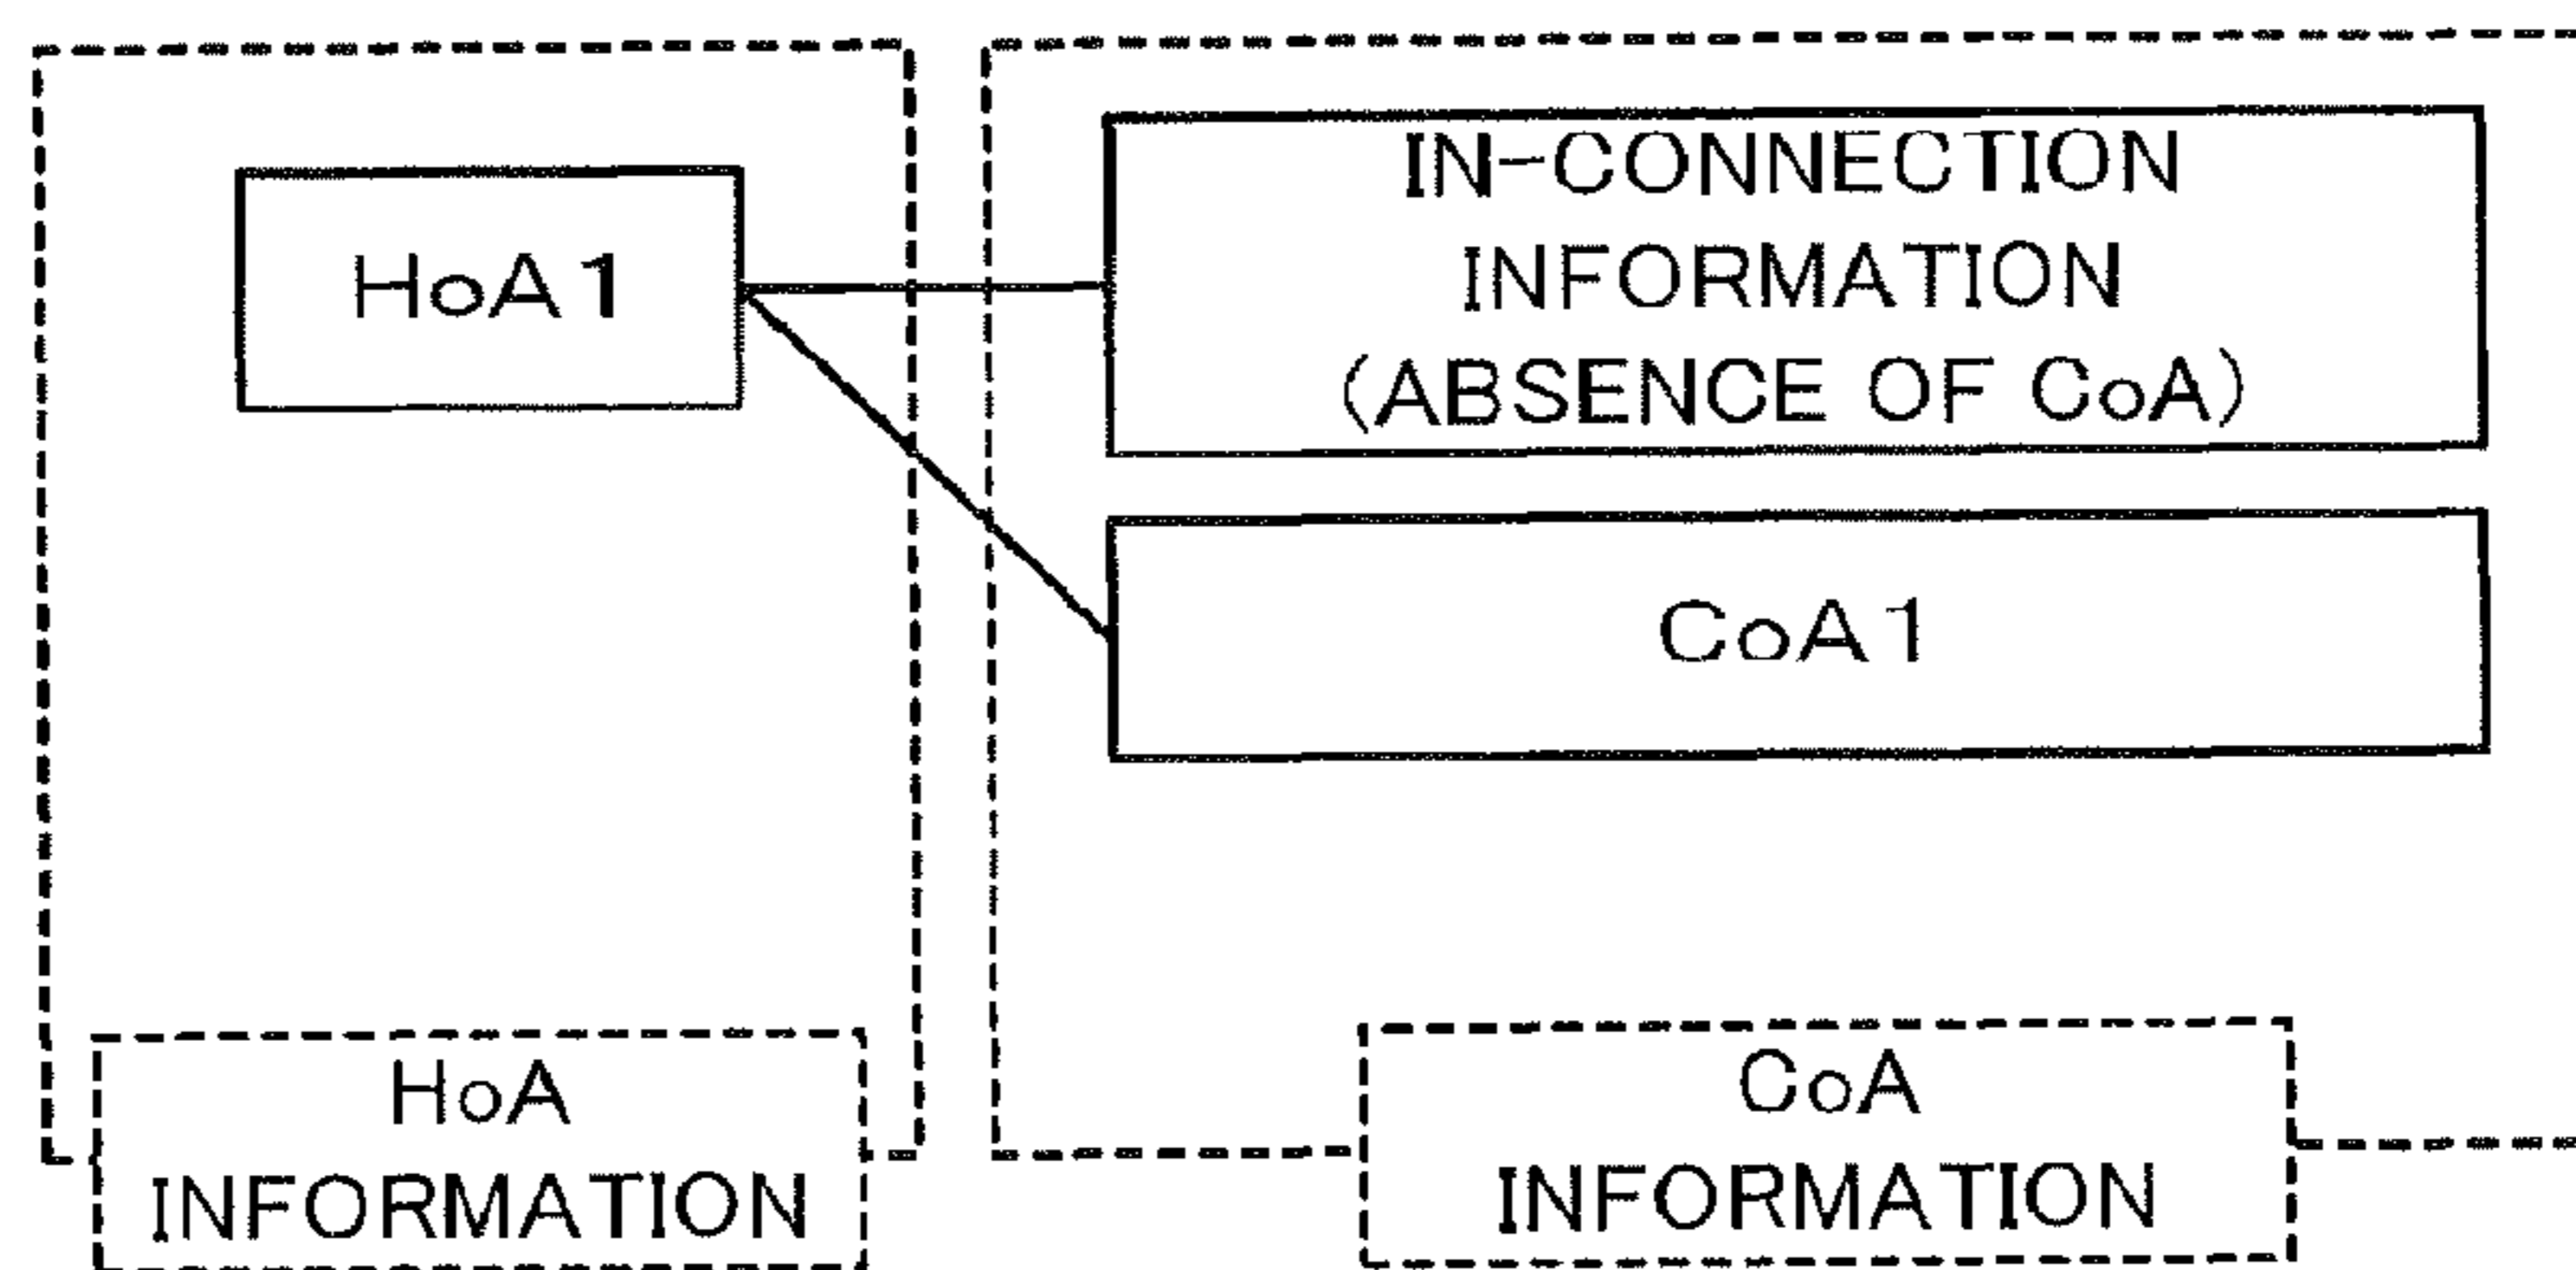 HoA1
IN-CONNECTION
INFORMATION
(ABSENCE OF CoA)
CoA1
HoA
INFORMATION
CoA
INFORMATION